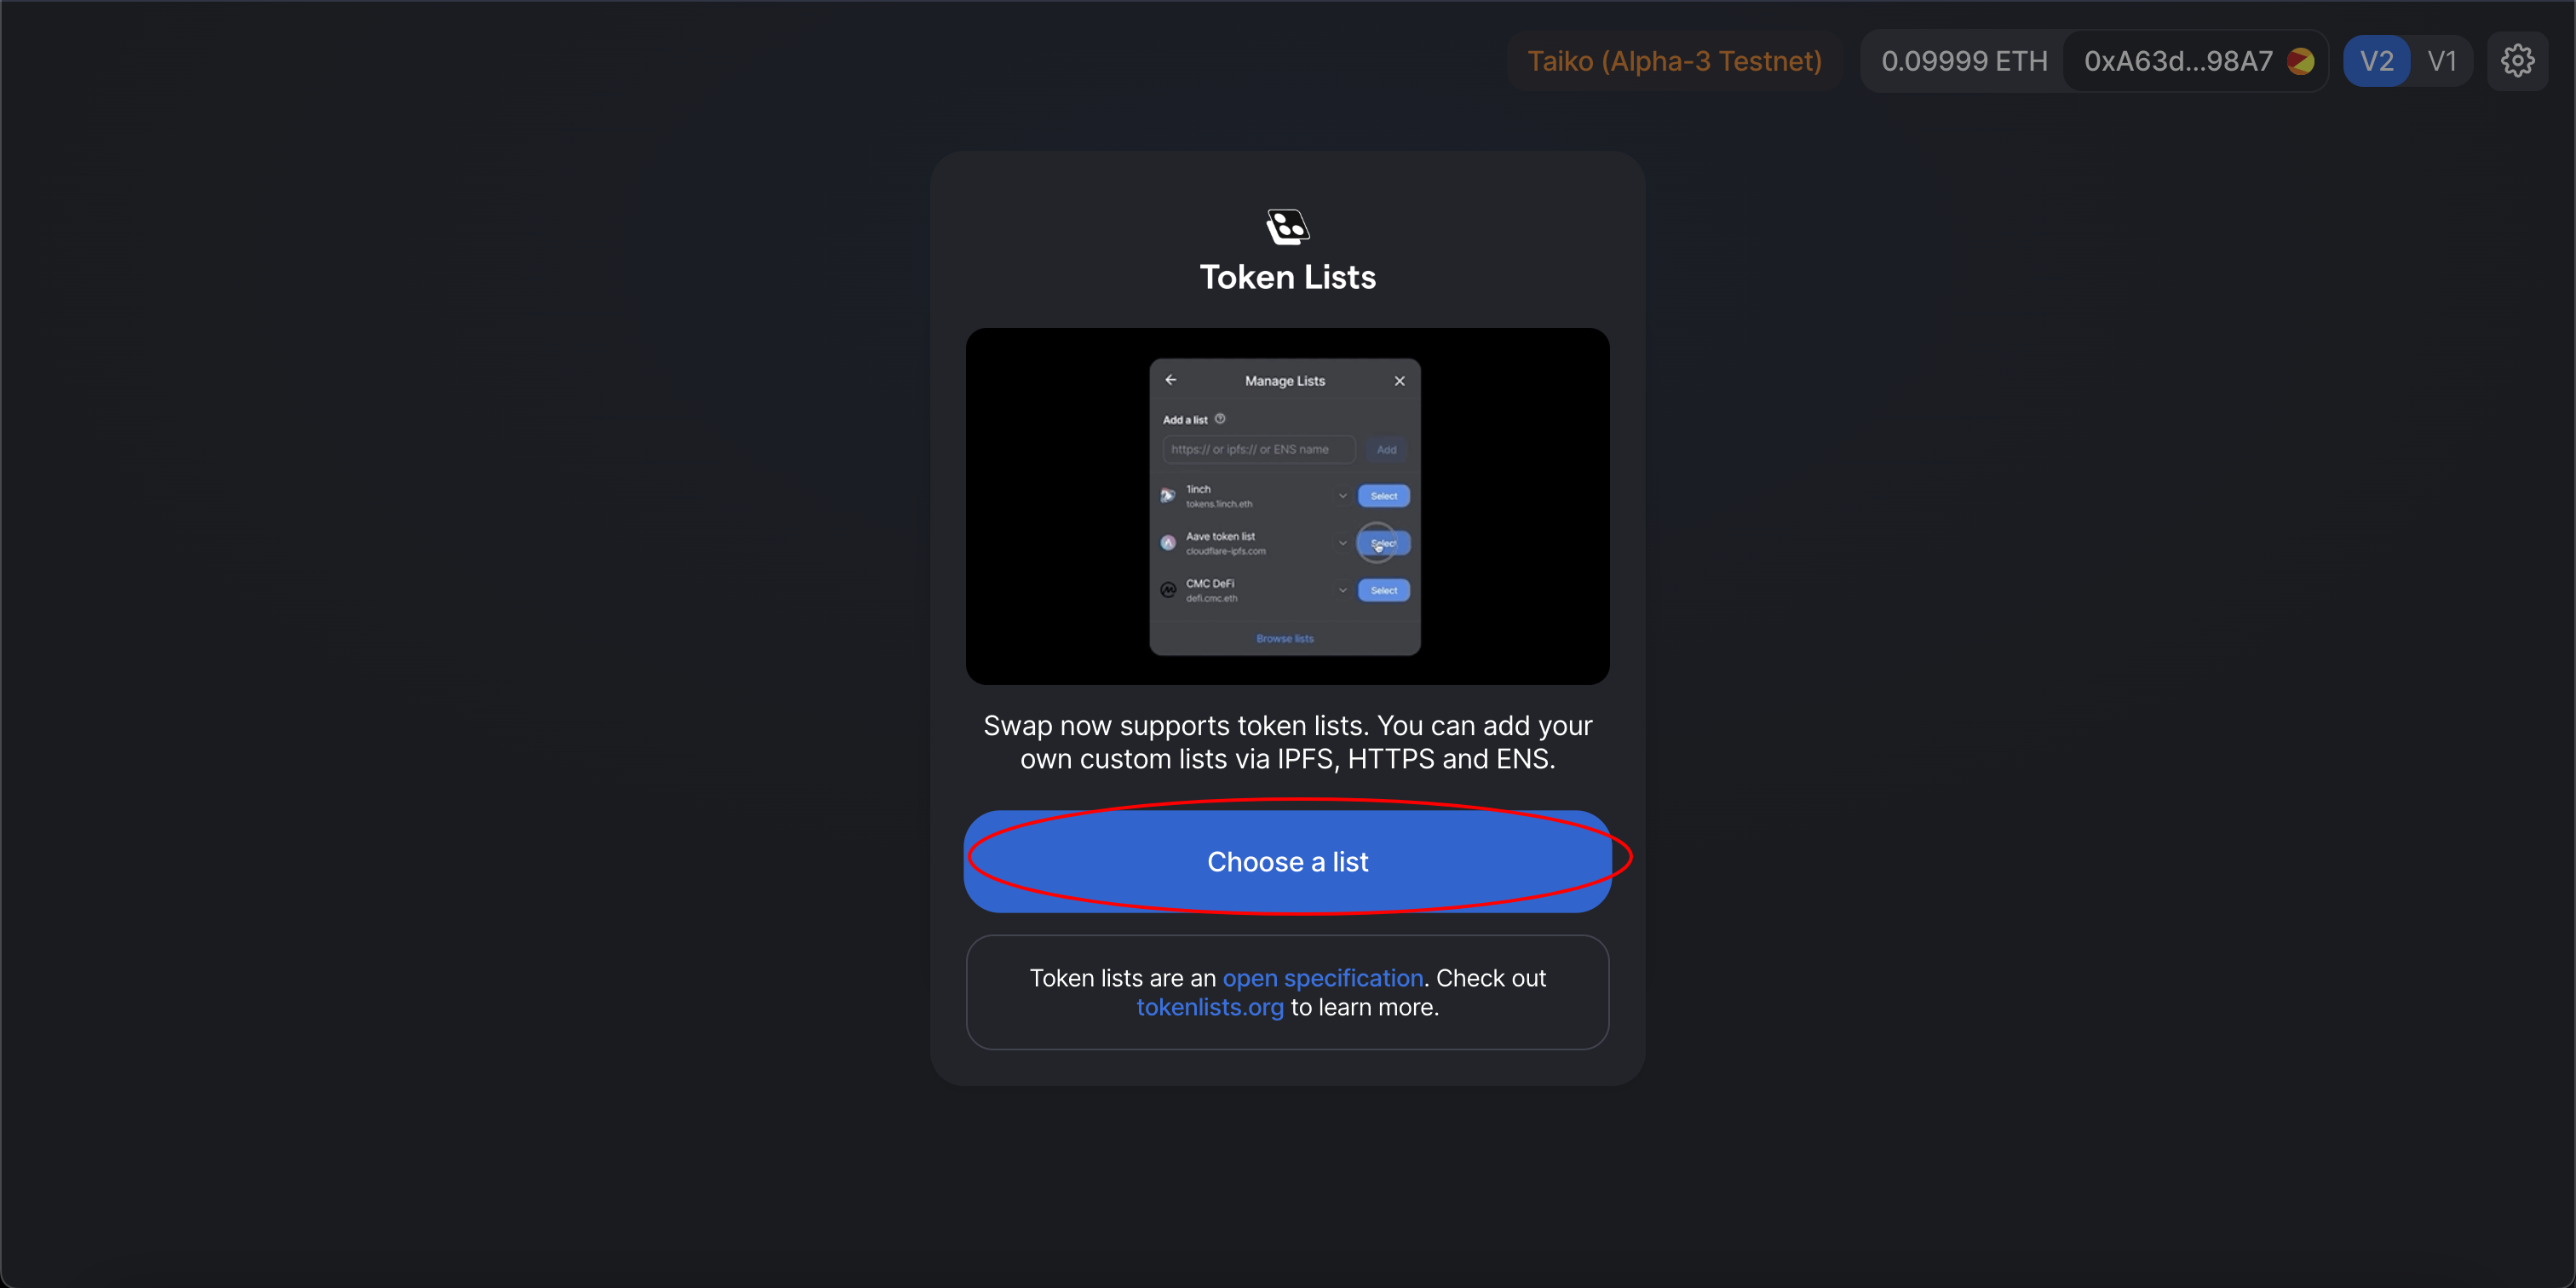 Taiko (Alpha-3 Testnet) 0.09999 ETH 0xA63d...98A7 V2 V1
Token Lists
Manage Lists
Add a list
https:// or ipfs:// or ENS name Add
1inch
tokens.1inch.eth
Select
Aave token list
cloudflare-ipfs.com
Select
CMC DeFi
defi.cmc.eth
Select
Browse lists
Swap now supports token lists. You can add your
own custom lists via IPFS, HTTPS and ENS.
Choose a list
Token lists are an open specification. Check out
tokenlists.org to learn more.